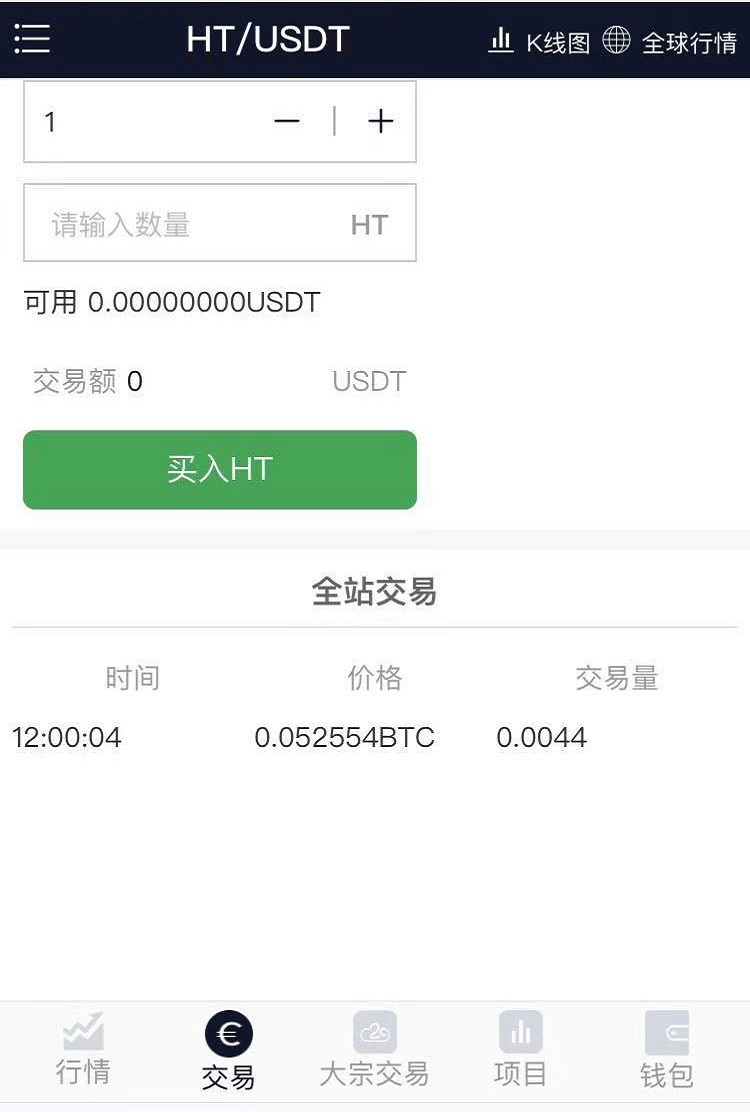 HT/USDT K线图 全球行情
1
请输入数量 HT
可用 0.00000000USDT
交易额 0 USDT
买入HT
全站交易
时间 价格 交易量
12:00:04 0.052554BTC 0.0044
行情 交易 大宗交易 项目 钱包